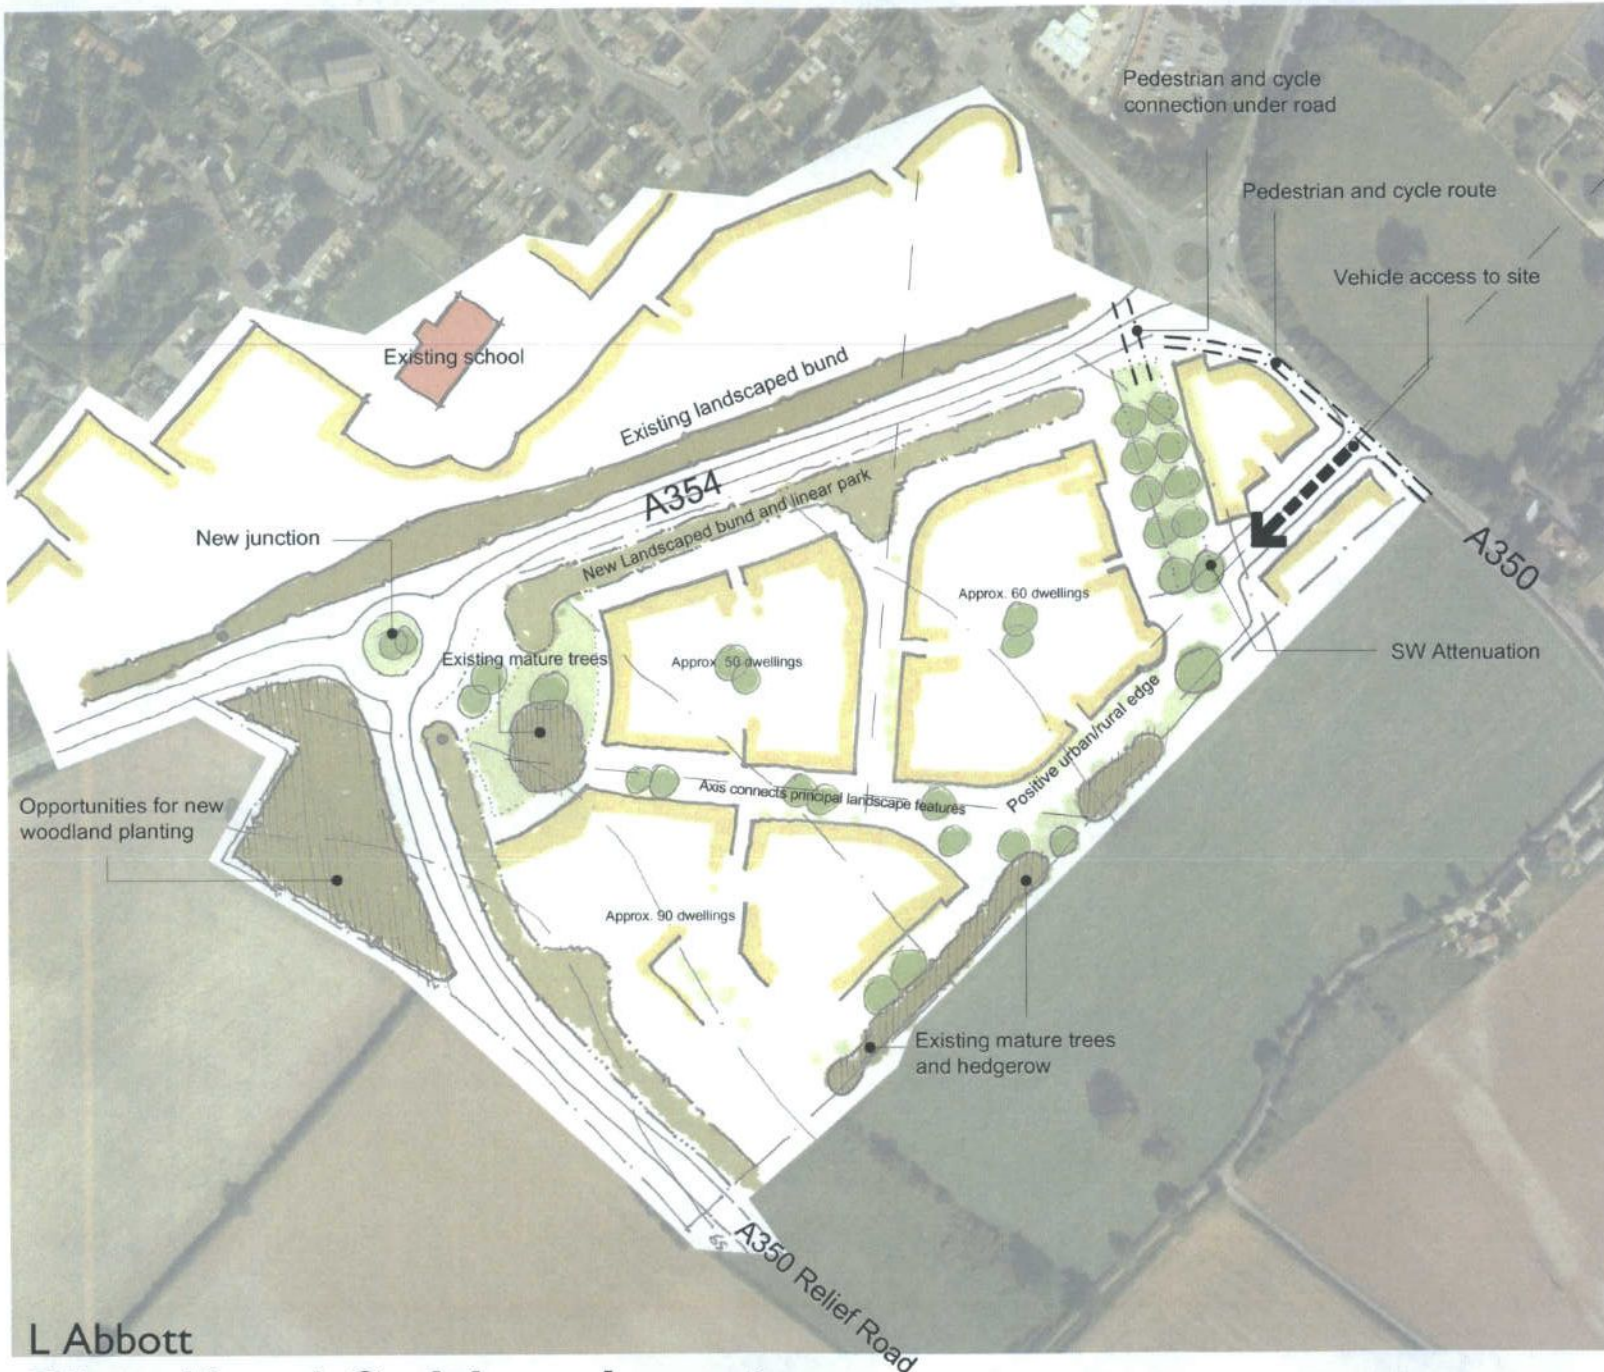 Pedestrian and cycle
connection under road
Pedestrian and cycle route
Vehicle access to site
Existing school
Existing landscaped bund
A354
New Landscaped bund and linear park
New junction
A350
Approx. 60 dwellings
Existing mature trees
Approx. 50 dwellings
SW Attenuation
Positive urban/rural edge
Axis connects principal landscape features
Opportunities for new
woodland planting
Approx. 90 dwellings
Existing mature trees
and hedgerow
65
A350 Relief Road
L Abbott